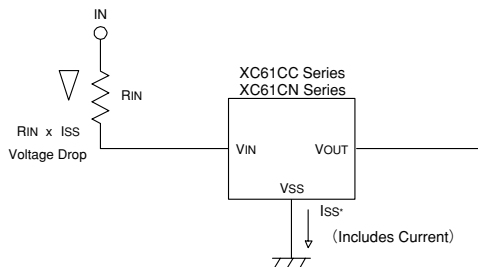 IN
XC61CC Series
XC61CN Series
RIN
RIN x ISS
Voltage Drop
VIN
VOUT
VSS
ISS*
(Includes Current)